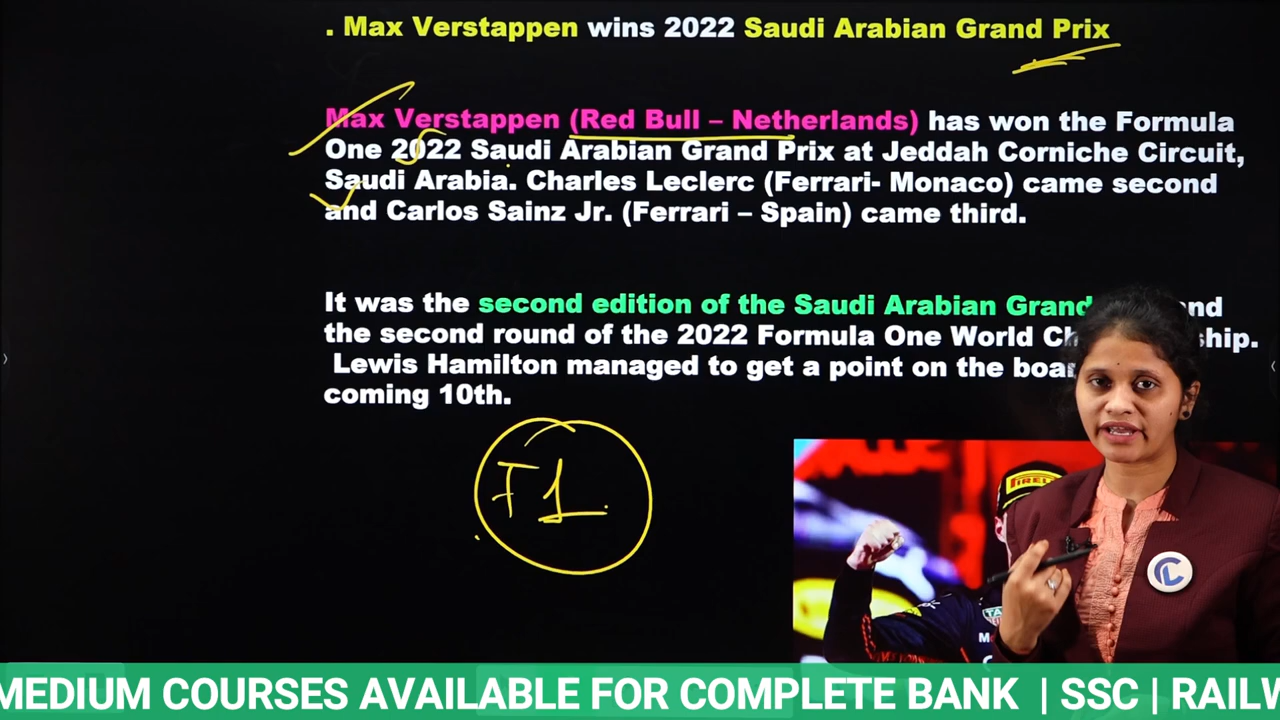 . Max Verstappen wins 2022 Saudi Arabian Grand Prix
Max Verstappen (Red Bull – Netherlands) has won the Formula
One 2022 Saudi Arabian Grand Prix at Jeddah Corniche Circuit,
Saudi Arabia. Charles Leclerc (Ferrari- Monaco) came second
and Carlos Sainz Jr. (Ferrari – Spain) came third.
It was the second edition of the Saudi Arabian Grand
the second round of the 2022 Formula One World
Lewis Hamilton managed to get a point on the
coming 10th.
F1
PIRELLI
MEDIUM COURSES AVAILABLE FOR COMPLETE BANK | SSC |